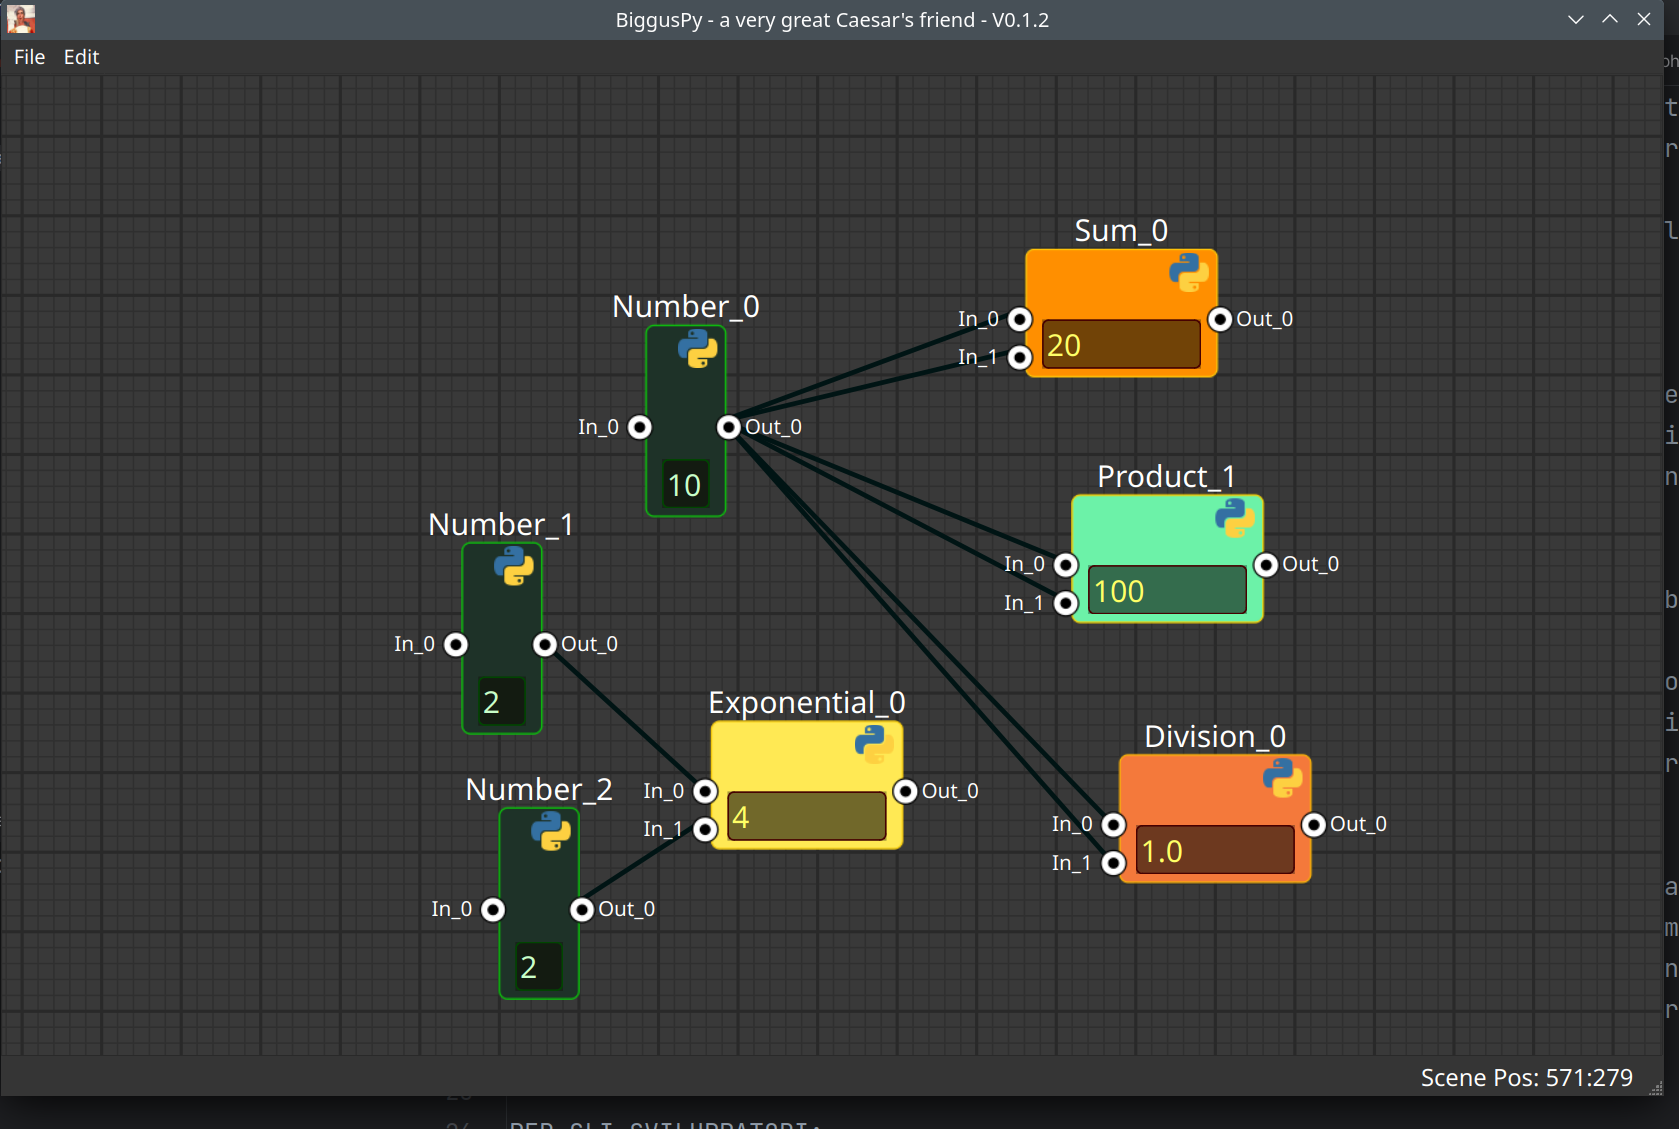 BiggusPy - a very great Caesar's friend - V0.1.2
File Edit
Sum_0
In_0
Out_0
In_1
20
Number_0
In_0
Out_0
10
Product_1
In_0
Out_0
In_1
100
Number_1
In_0
Out_0
2
Exponential_0
In_0
Out_0
In_1
4
Division_0
In_0
Out_0
In_1
1.0
Number_2
In_0
Out_0
2
Scene Pos: 571:279